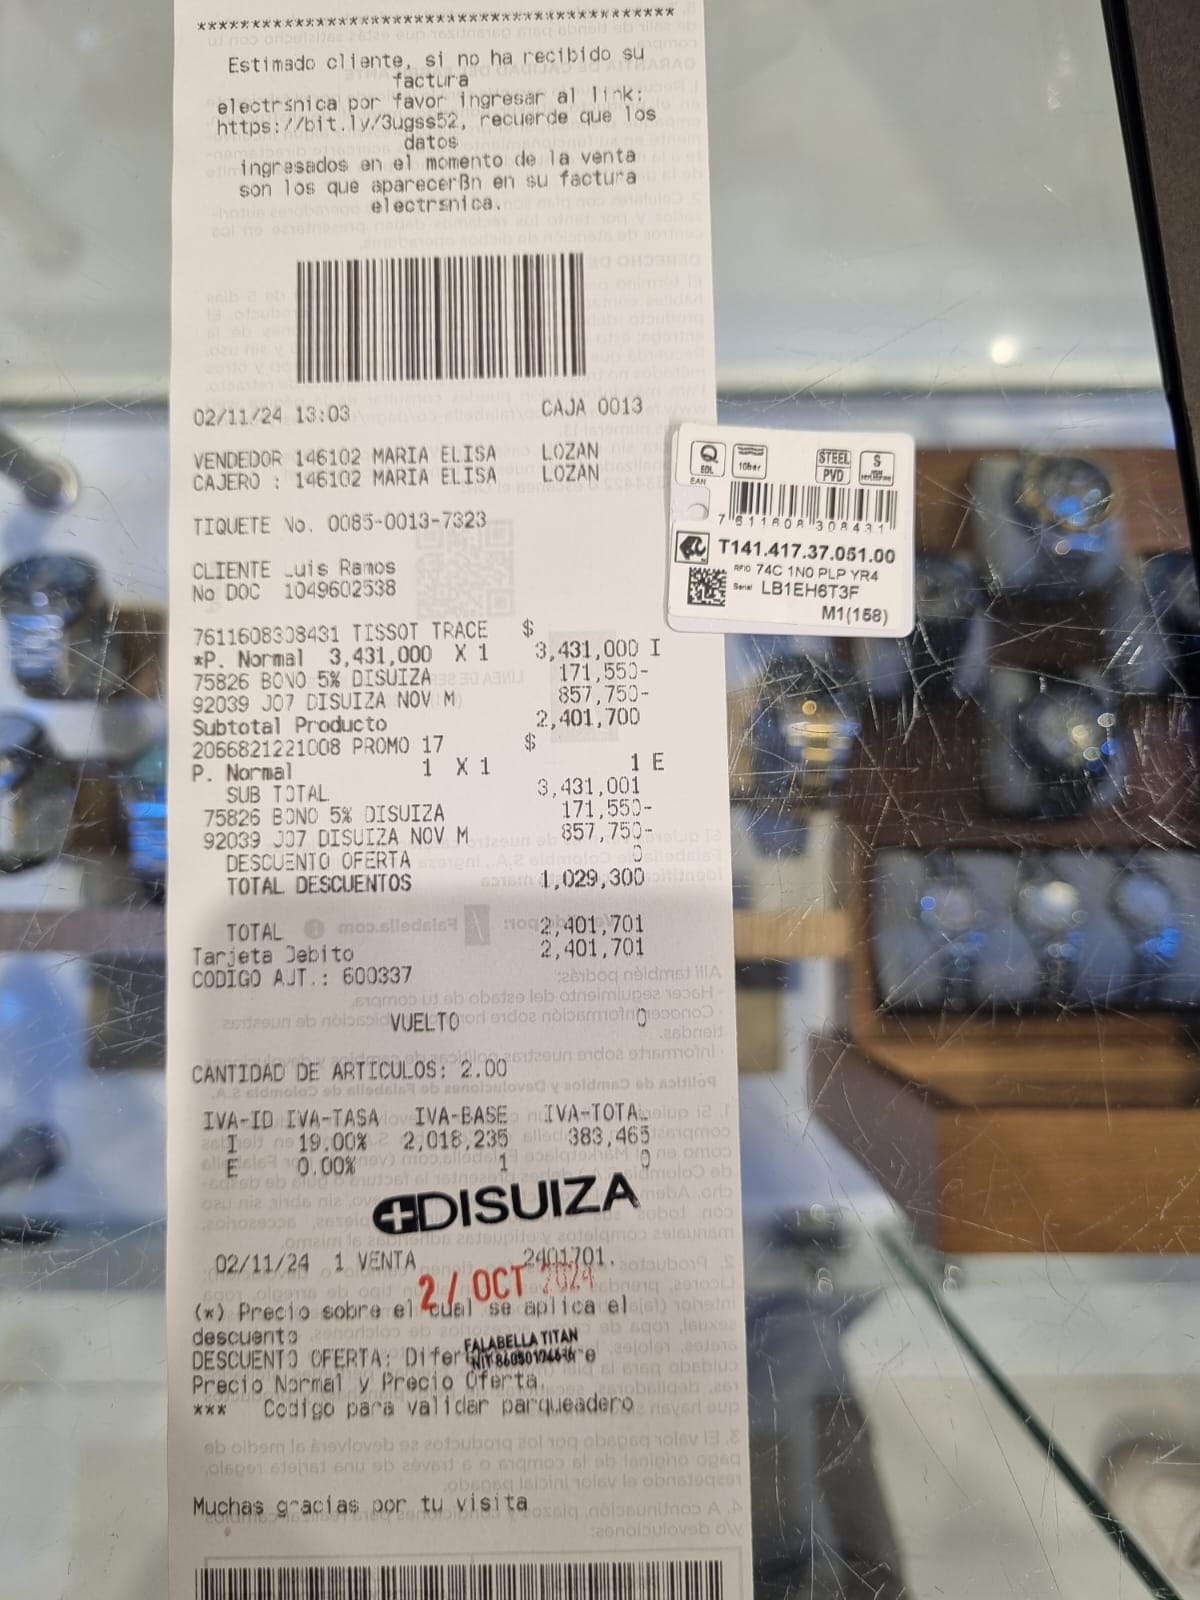 ************************************************
Estimado cliente, si no ha recibido su
factura
electrsnica por favor ingresar al link:
https://bit.ly/3ugss52, recuerde que los
datos
ingresados en el momento de la venta
son los que aparecerßn en su factura
electrsnica.
02/11/24 13:03 CAJA 0013
VENDEDOR 146102 MARIA ELISA LOZAN
CAJERO : 146102 MARIA ELISA LOZAN
TIQUETE No. 0085-0013-7323
CLIENTE Luis Ramos
No DOC 1049602538
7611608308431 TISSOT TRACE $
*P. Normal 3,431,000 X 1 3,431,000 I
75826 BONO 5% DISUIZA 171,550-
92039 J07 DISUIZA NOV M 857,750-
Subtotal Producto 2,401,700
2066821221008 PROMO 17 $
P. Normal 1 X 1 1 E
SUB TOTAL 3,431,001
75826 BONO 5% DISUIZA 171,550-
92039 J07 DISUIZA NOV M 857,750-
DESCUENTO OFERTA 0
TOTAL DESCUENTOS 1,029,300
TOTAL 2,401,701
Tarjeta Debito 2,401,701
CODIGO AUT.: 600337
VUELTO 0
CANTIDAD DE ARTICULOS: 2.00
IVA-ID IVA-TASA IVA-BASE IVA-TOTAL
I 19.00% 2,018,235 383,465
E 0.00% 1 0
DISUIZA
02/11/24 1 VENTA 2401701.
2/ OCT 2024
(*) Precio sobre el cual se aplica el
descuento
FALABELLA TITAN
DESCUENTO OFERTA:
NIT
Precio Normal y Precio Oferta.
*** Codigo para validar parqueadero
Muchas gracias por tu visita
Q
EOL
10bar
STEEL
PVD
S
EAN
7 611608 308431
T141.417.37.051.00
RFID 74C 1N0 PLP YR4
Serial LB1EH6T3F
M1(158)